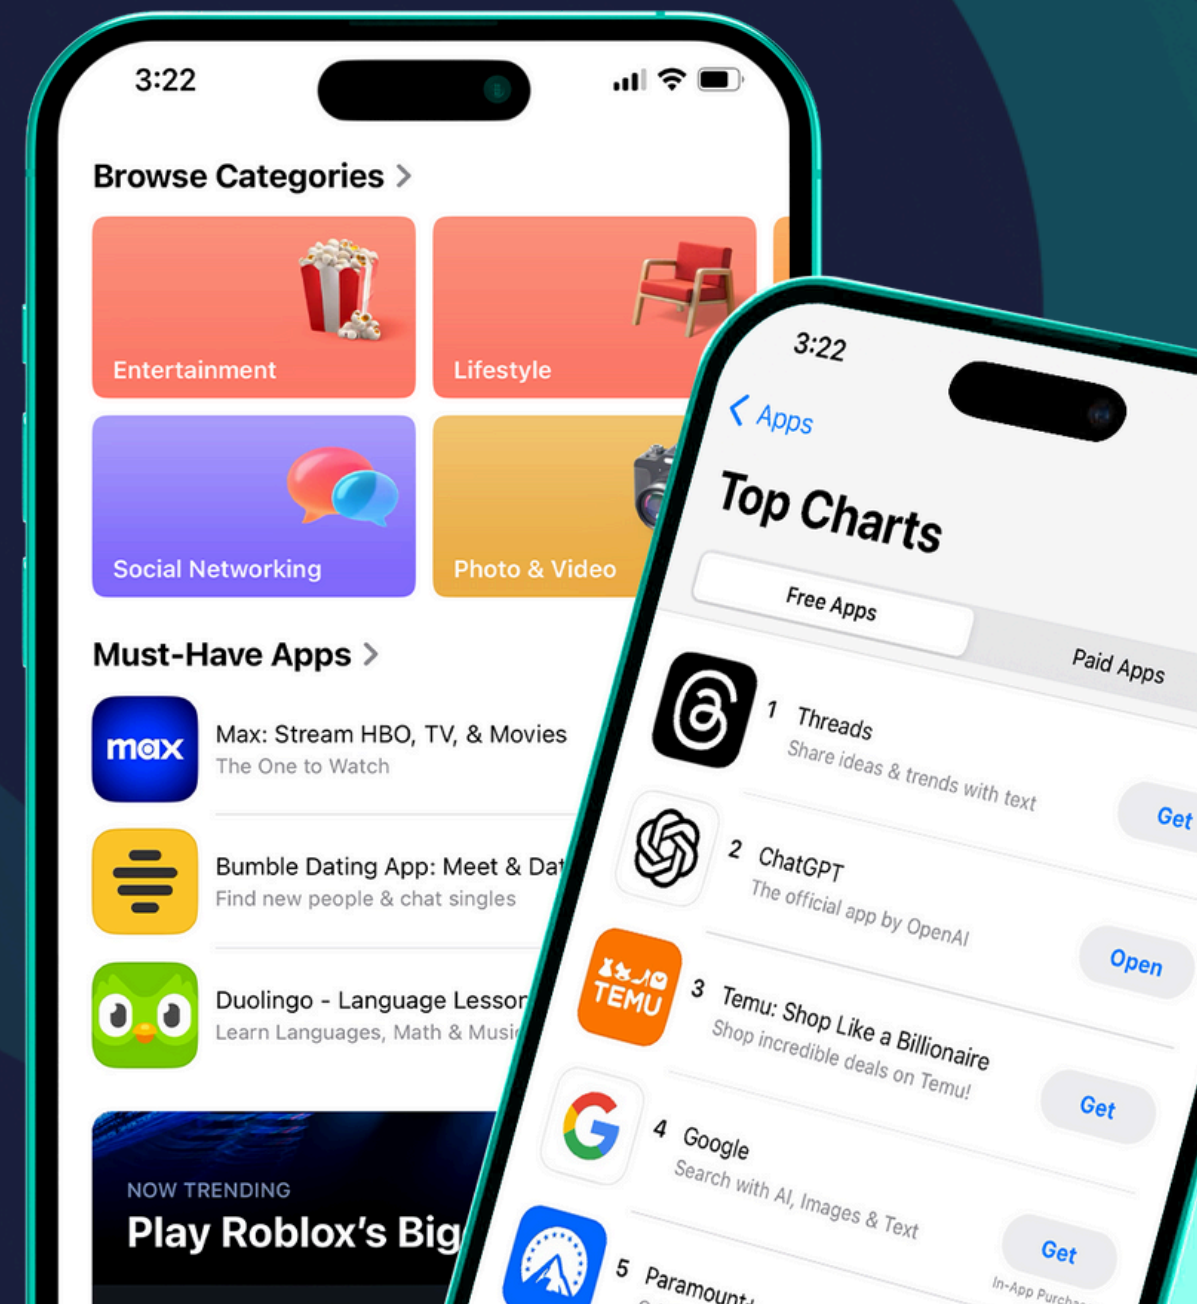 3:22
Browse Categories
Entertainment
Lifestyle
Social Networking
Photo & Video
Must-Have Apps
max
Max: Stream HBO, TV, & Movies
The One to Watch
Bumble Dating App: Meet & Dat
Find new people & chat singles
Duolingo - Language Lesson
Learn Languages, Math & Music
NOW TRENDING
Play Roblox's Big
3:22
Apps
Top Charts
Free Apps
Paid Apps
1 Threads
Share ideas & trends with text
Get
2 ChatGPT
The official app by OpenAI
Open
TEMU
3 Temu: Shop Like a Billionaire
Shop incredible deals on Temu!
Get
G
4 Google
Search with AI, Images & Text
Get
In-App Purchas
5 Paramount+